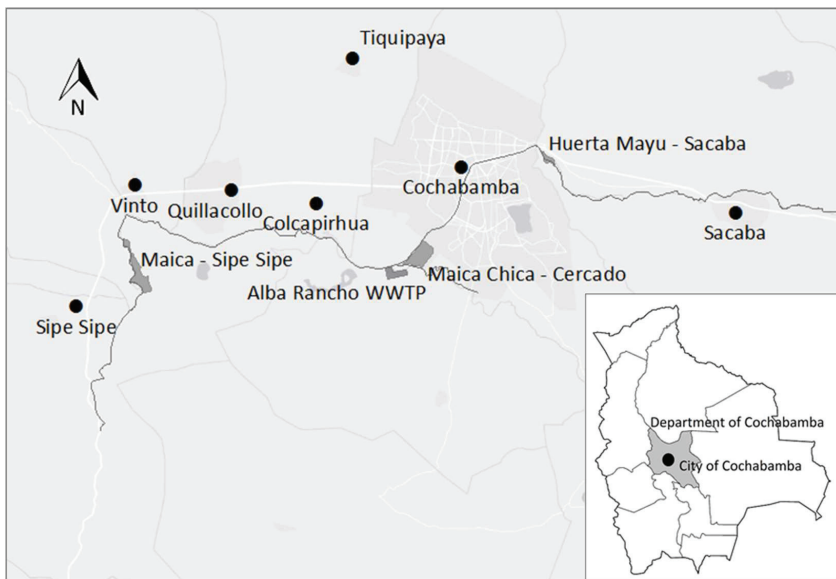 Tiquipaya
N
Huerta Mayu - Sacaba
Cochabamba
Vinto
Quillacollo
Colcapirhua
Sacaba
Maica - Sipe Sipe
Maica Chica - Cercado
Alba Rancho WWTP
Sipe Sipe
Department of Cochabamba
City of Cochabamba